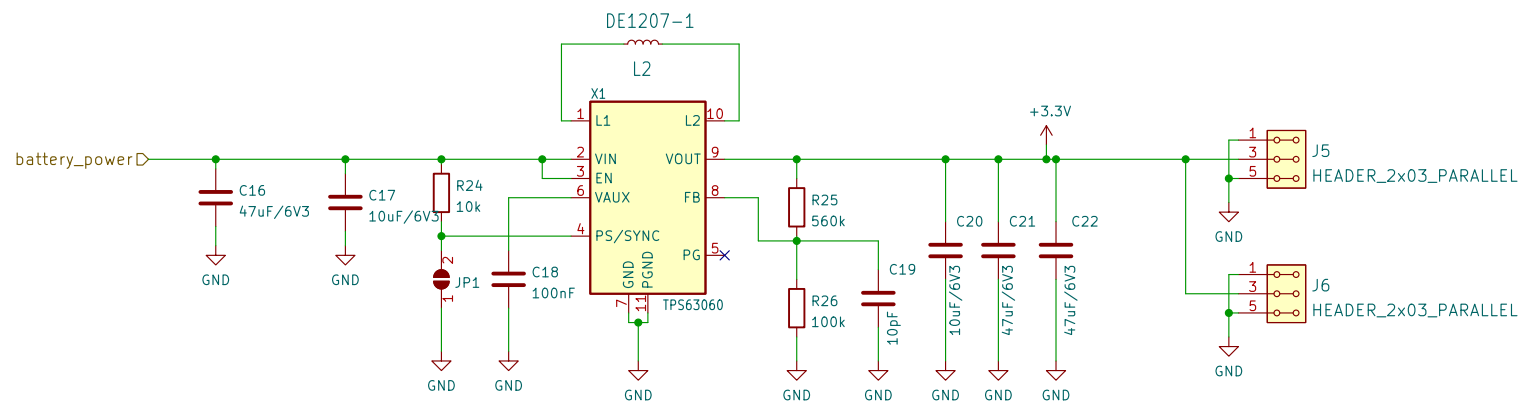 DE1207-1
L2
X1
1
L1
L2
10
battery_power
2
VIN
VOUT
9
3
EN
6
VAUX
FB
8
4
PS/SYNC
PG
5
GND
PGND
7
11
TPS63060
GND
C16
47uF/6V3
GND
C17
10uF/6V3
GND
R24
10k
2
JP1
1
GND
C18
100nF
GND
R25
560k
R26
100k
GND
C19
10pF
GND
C20
10uF/6V3
GND
C21
47uF/6V3
GND
C22
47uF/6V3
GND
+3.3V
1
3
5
J5
HEADER_2x03_PARALLEL
GND
1
3
5
J6
HEADER_2x03_PARALLEL
GND